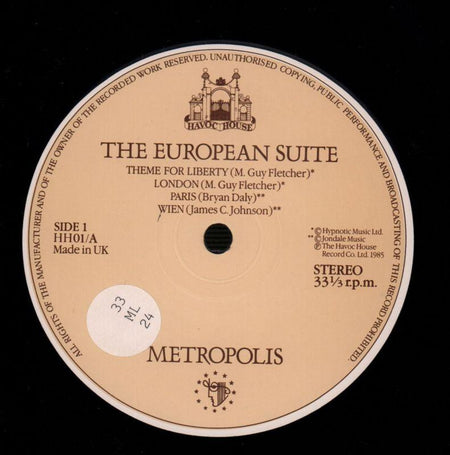 ALL RIGHTS OF THE MANUFACTURER AND OF THE OWNER OF THE RECORDED WORK RESERVED. UNAUTHORISED COPYING, PUBLIC PERFORMANCE AND BROADCASTING OF THIS RECORD PROHIBITED.
HAVOC HOUSE
THE EUROPEAN SUITE
THEME FOR LIBERTY (M. Guy Fletcher)*
LONDON (M. Guy Fletcher)*
PARIS (Bryan Daly)**
WIEN (James C. Johnson)**
SIDE 1
HH01/A
Made in UK
*Ⓒ Hypnotic Music Ltd.
**Ⓒ Jondale Music
Ⓟ The Havoc House
Record Co. Ltd. 1985
STEREO
33⅓ r.p.m.
33
ML
24
METROPOLIS